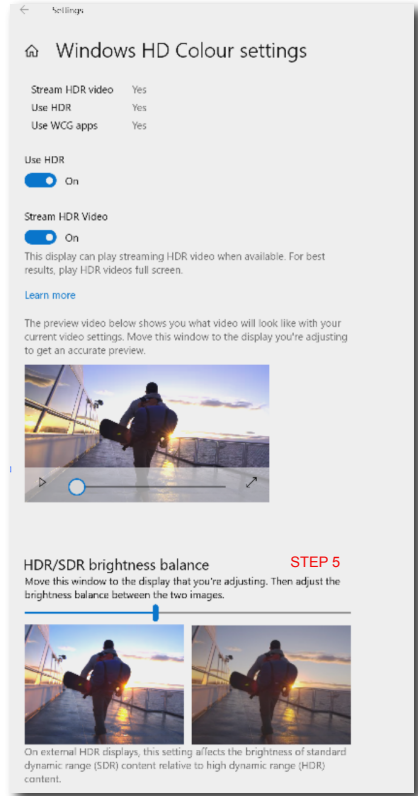 Settings
Windows HD Colour settings
Stream HDR video Yes
Use HDR Yes
Use WCG apps Yes
Use HDR
On
Stream HDR Video
On
This display can play streaming HDR video when available. For best
results, play HDR videos full screen.
Learn more
The preview video below shows you what video will look like with your
current video settings. Move this window to the display you're adjusting
to get an accurate preview.
HDR/SDR brightness balance STEP 5
Move this window to the display that you're adjusting. Then adjust the
brightness balance between the two images.
On external HDR displays, this setting affects the brightness of standard
dynamic range (SDR) content relative to high dynamic range (HDR)
content.